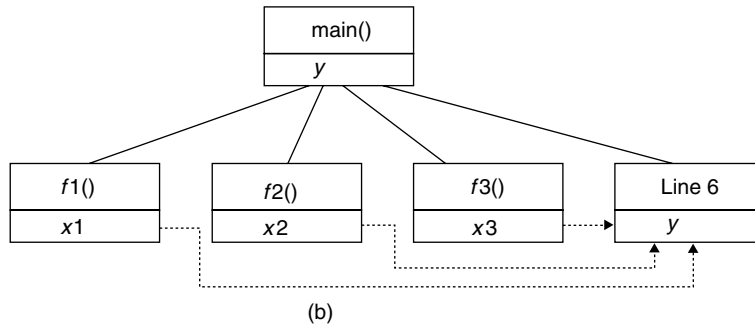 main()
y
f1() f2() f3() Line 6
x1 x2 x3 y
(b)